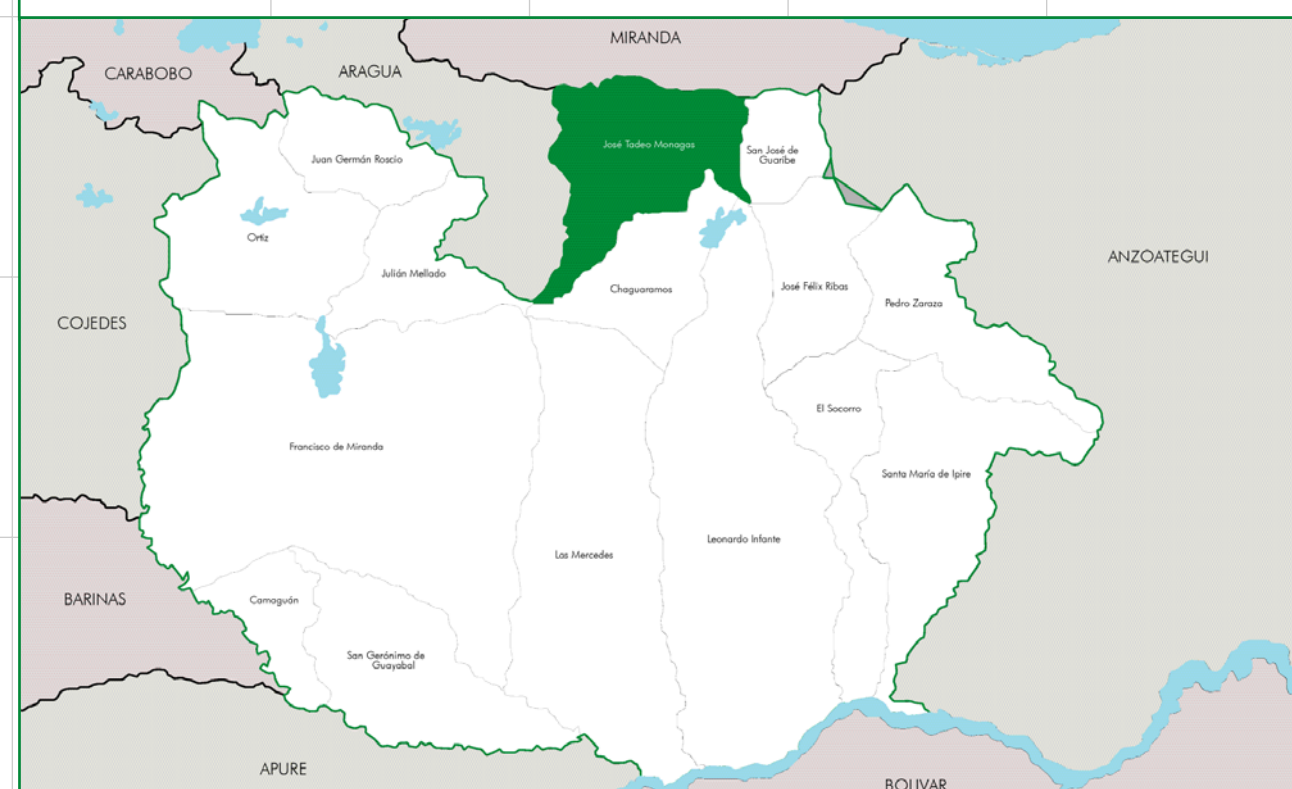 MIRANDA
CARABOBO
ARAGUA
José Tadeo Monagas
San José de
Guaribe
Juan Germán Roscio
Ortíz
Julián Mellado
Chaguaramos
José Félix Ribas
Pedro Zaraza
ANZOATEGUI
COJEDES
El Socorro
Francisco de Miranda
Santa María de Ipire
Las Mercedes
Leonardo Infante
BARINAS
Camaguán
San Gerónimo de
Guayabal
APURE
BOLIVAR